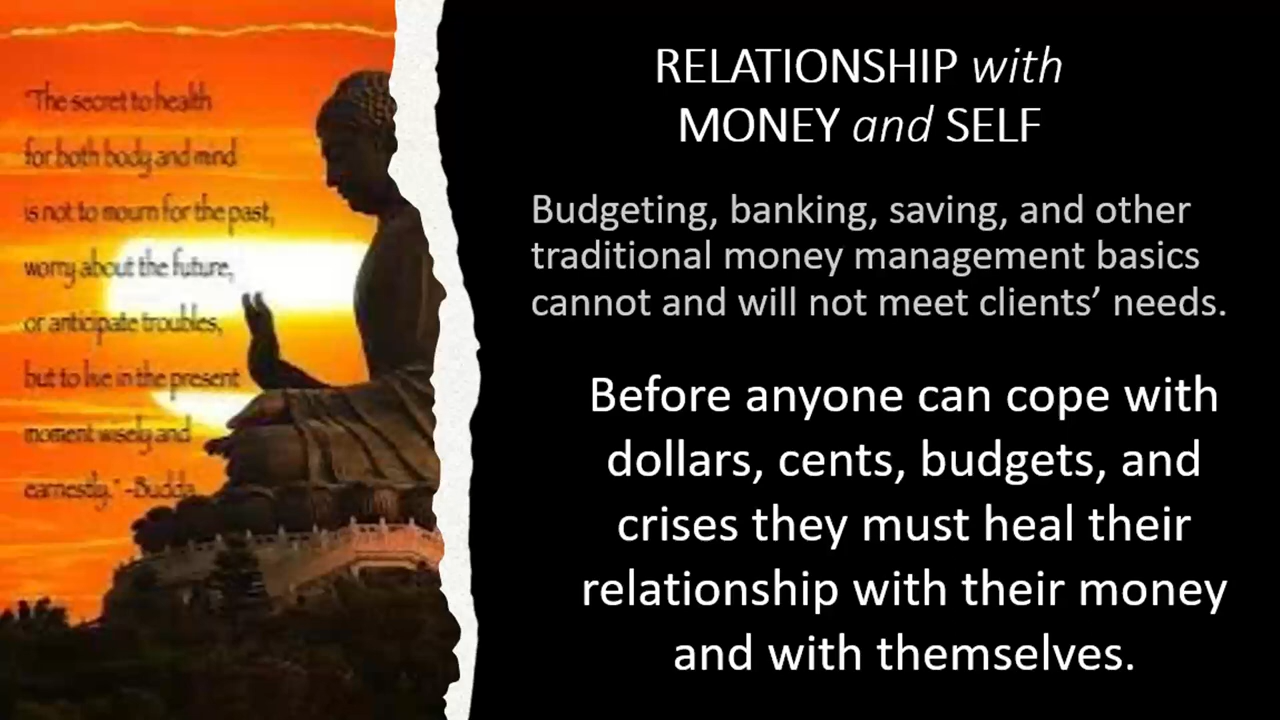 "The secret to health
for both body and mind
is not to mourn for the past,
worry about the future,
or anticipate troubles,
but to live in the present
moment wisely and
earnestly." -Budda
RELATIONSHIP with
MONEY and SELF
Budgeting, banking, saving, and other
traditional money management basics
cannot and will not meet clients’ needs.
Before anyone can cope with
dollars, cents, budgets, and
crises they must heal their
relationship with their money
and with themselves.